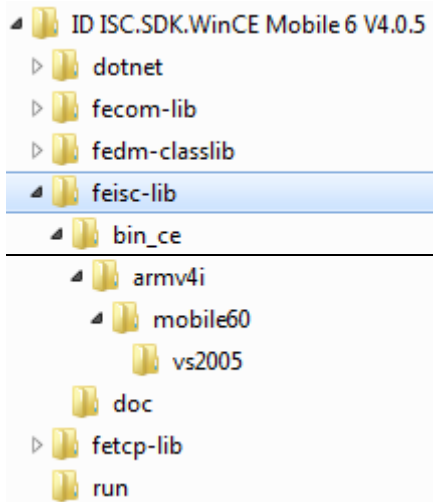 ID ISC.SDK.WinCE Mobile 6 V4.0.5
dotnet
fecom-lib
fedm-classlib
feisc-lib
bin_ce
armv4i
mobile60
vs2005
doc
fetcp-lib
run